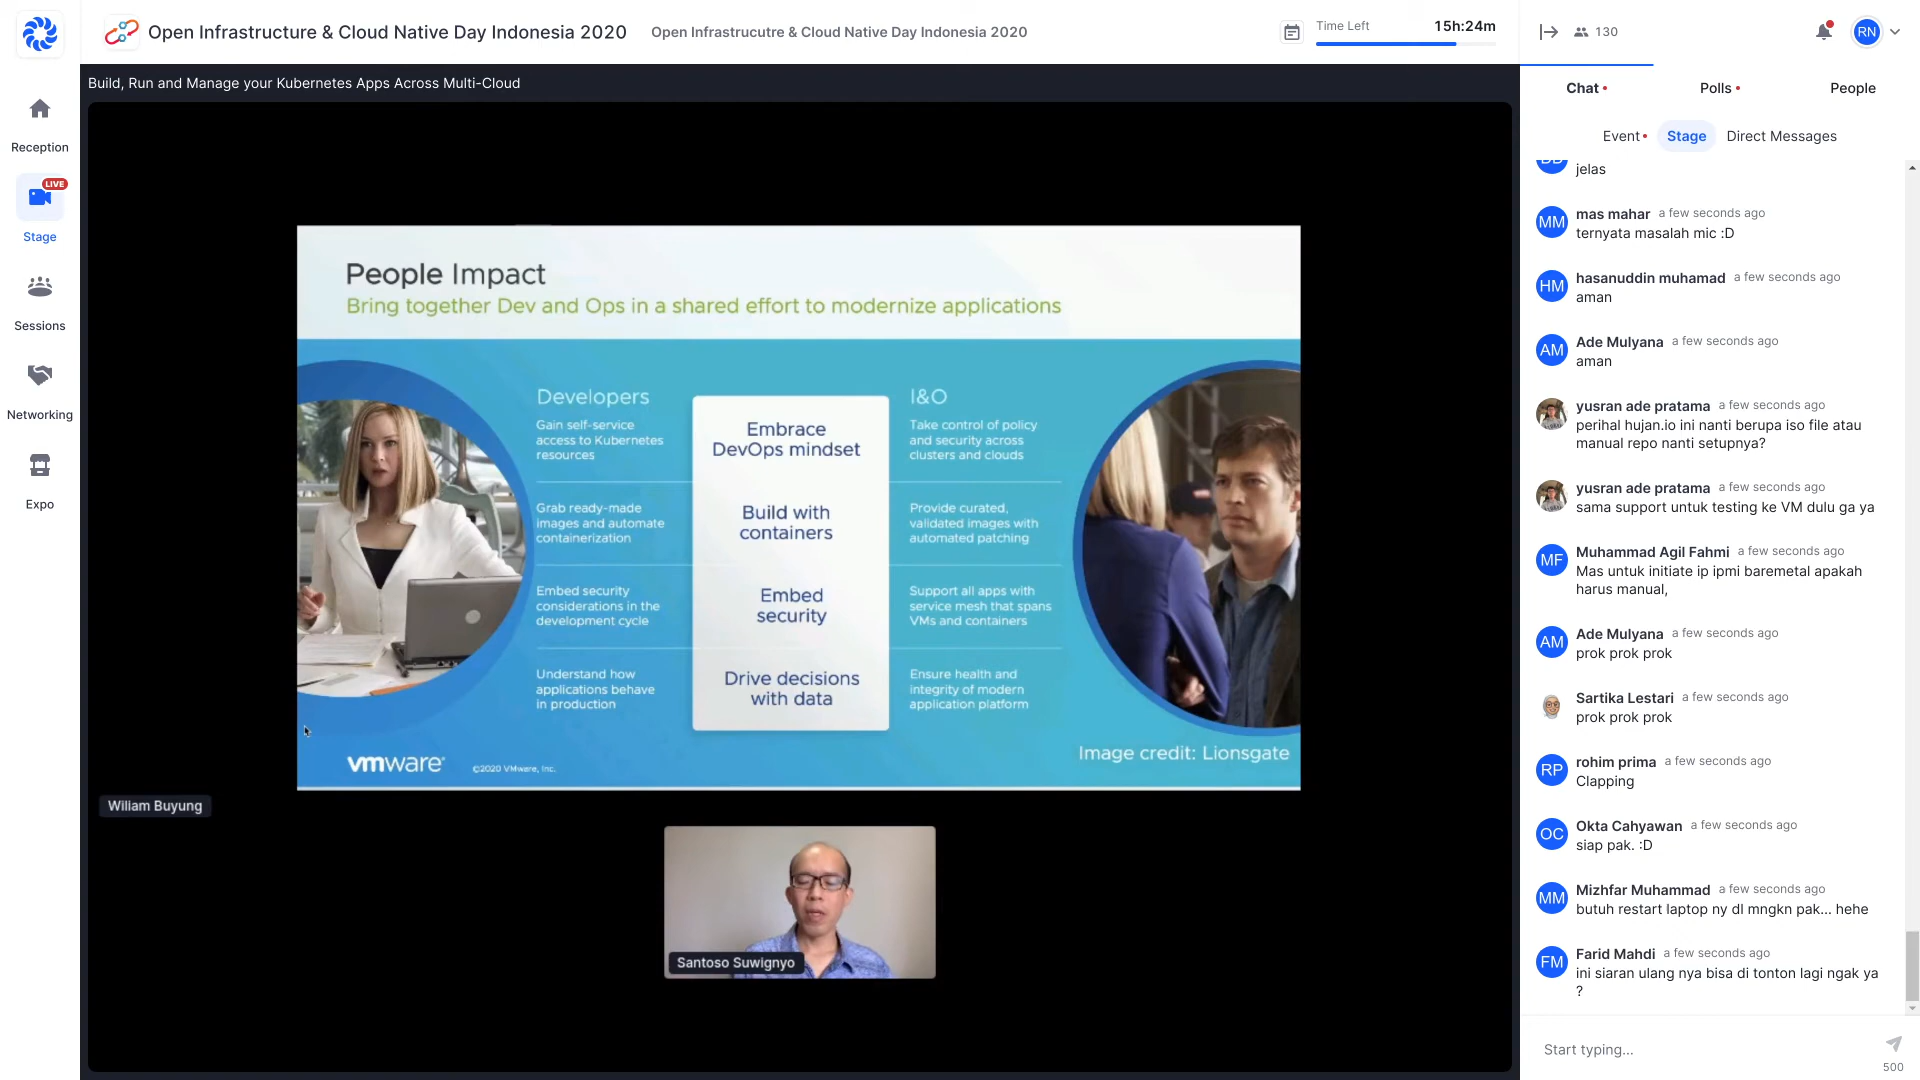 Open Infrastructure & Cloud Native Day Indonesia 2020
Open Infrastrucutre & Cloud Native Day Indonesia 2020
Time Left
15h:24m
130
RN
Reception
LIVE
Stage
Sessions
Networking
Expo
Build, Run and Manage your Kubernetes Apps Across Multi-Cloud
People Impact
Bring together Dev and Ops in a shared effort to modernize applications
Developers
Gain self-service
access to Kubernetes
resources
Grab ready-made
images and automate
containerization
Embed security
considerations in the
development cycle
Understand how
applications behave
in production
Embrace
DevOps mindset
Build with
containers
Embed
security
Drive decisions
with data
I&O
Take control of policy
and security across
clusters and clouds
Provide curated,
validated images with
automated patching
Support all apps with
service mesh that spans
VMs and containers
Ensure health and
integrity of modern
application platform
vmware
©2020 VMware, Inc.
Image credit: Lionsgate
Wiliam Buyung
Santoso Suwignyo
Chat
Polls
People
Event
Stage
Direct Messages
jelas
MM
mas mahar a few seconds ago
ternyata masalah mic :D
HM
hasanuddin muhamad a few seconds ago
aman
AM
Ade Mulyana a few seconds ago
aman
yusran ade pratama a few seconds ago
perihal hujan.io ini nanti berupa iso file atau
manual repo nanti setupnya?
yusran ade pratama a few seconds ago
sama support untuk testing ke VM dulu ga ya
MF
Muhammad Agil Fahmi a few seconds ago
Mas untuk initiate ip ipmi baremetal apakah
harus manual,
AM
Ade Mulyana a few seconds ago
prok prok prok
Sartika Lestari a few seconds ago
prok prok prok
RP
rohim prima a few seconds ago
Clapping
OC
Okta Cahyawan a few seconds ago
siap pak. :D
MM
Mizhfar Muhammad a few seconds ago
butuh restart laptop ny dl mngkn pak... hehe
FM
Farid Mahdi a few seconds ago
ini siaran ulang nya bisa di tonton lagi ngak ya
?
Start typing...
500